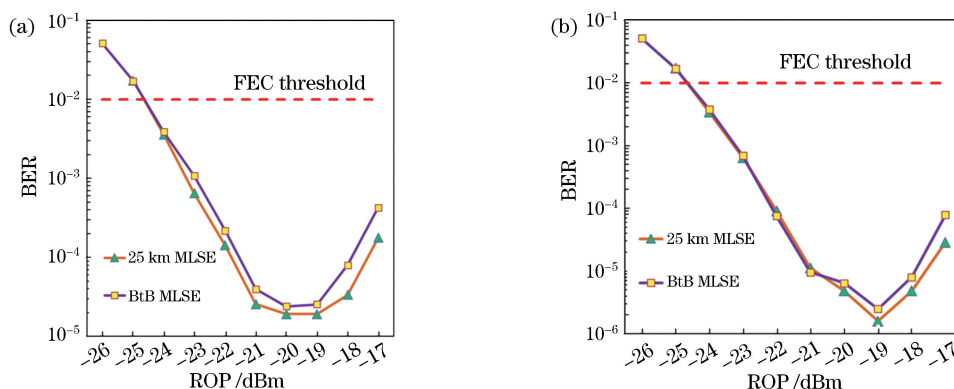 (a)
10⁻¹
10⁻²
10⁻³
10⁻⁴
10⁻⁵
BER
FEC threshold
25 km MLSE
BtB MLSE
–26 –25 –24 –23 –22 –21 –20 –19 –18 –17
ROP /dBm
(b)
10⁻¹
10⁻²
10⁻³
10⁻⁴
10⁻⁵
10⁻⁶
BER
FEC threshold
25 km MLSE
BtB MLSE
–26 –25 –24 –23 –22 –21 –20 –19 –18 –17
ROP /dBm